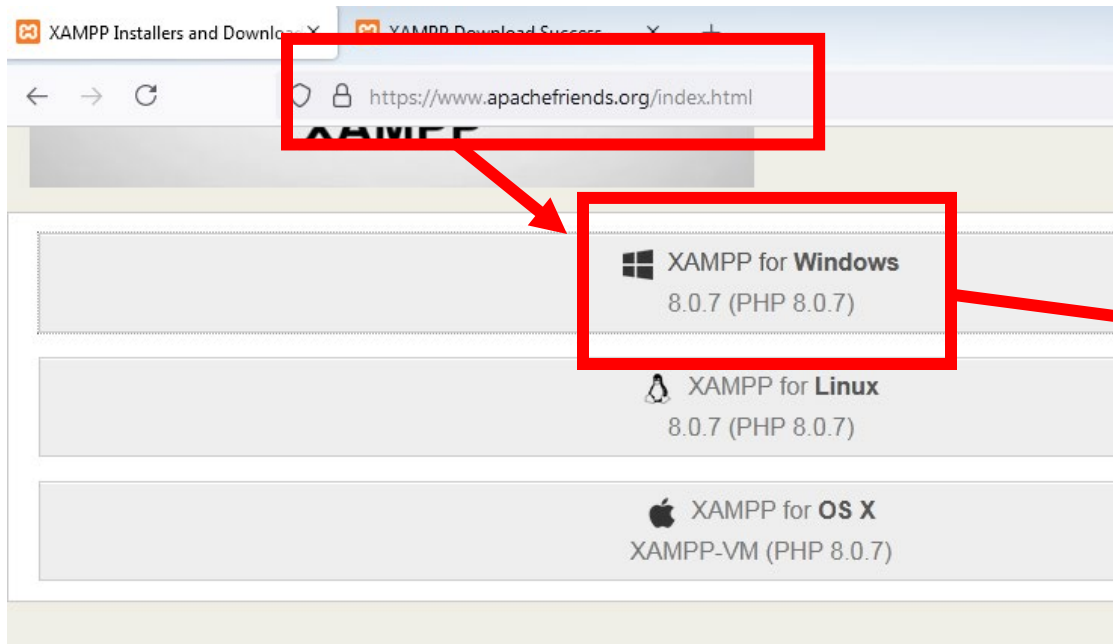 XAMPP Installers and Download
XAMPP Download Success
https://www.apachefriends.org/index.html
XAMPP
XAMPP for Windows
8.0.7 (PHP 8.0.7)
XAMPP for Linux
8.0.7 (PHP 8.0.7)
XAMPP for OS X
XAMPP-VM (PHP 8.0.7)